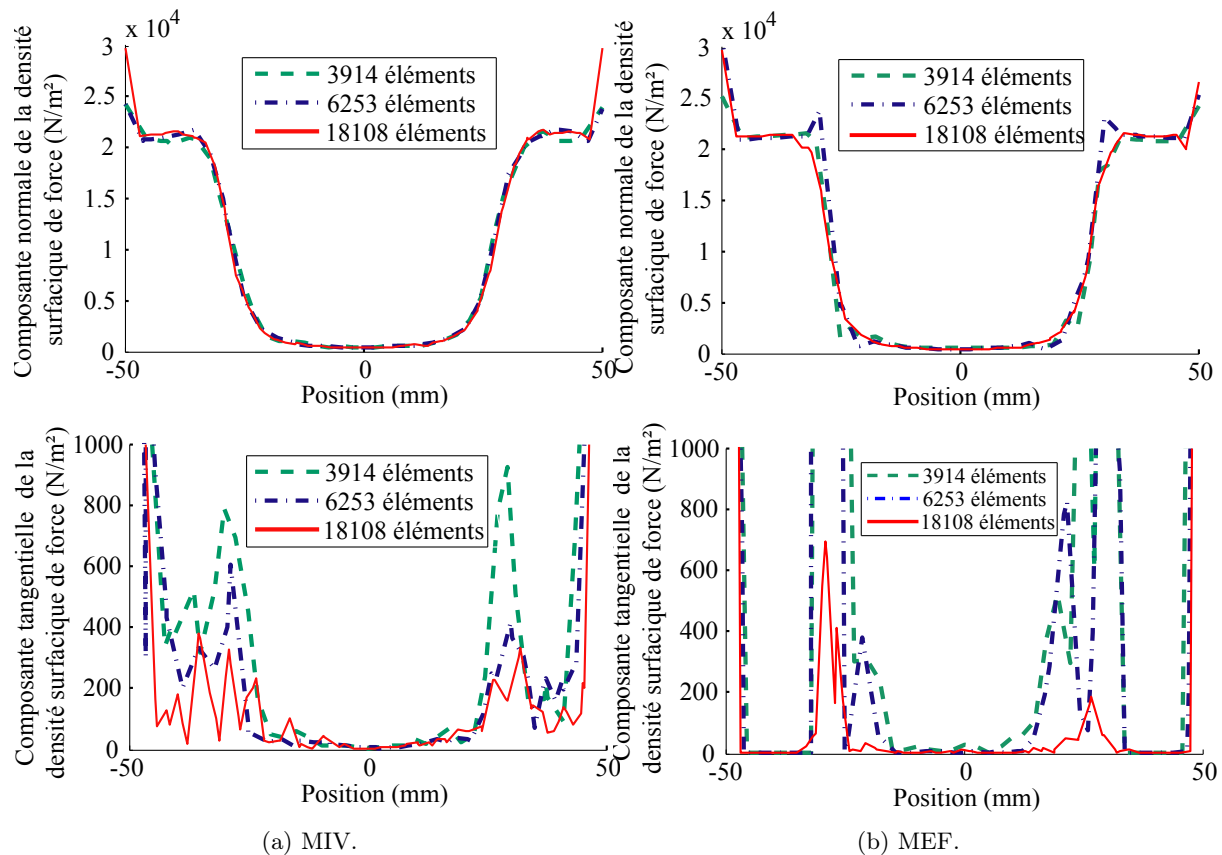 x 10⁴
3
2.5
2
1.5
1
0.5
0
-50
0
50
Position (mm)
Composante normale de la densité
surfacique de force (N/m²)
3914 éléments
6253 éléments
18108 éléments
x 10⁴
3
2.5
2
1.5
1
0.5
0
-50
0
50
Position (mm)
Composante normale de la densité
surfacique de force (N/m²)
3914 éléments
6253 éléments
18108 éléments
1000
800
600
400
200
0
-50
0
50
Position (mm)
Composante tangentielle de la
densité surfacique de force (N/m²)
3914 éléments
6253 éléments
18108 éléments
(a) MIV.
1000
800
600
400
200
0
-50
0
50
Position (mm)
Composante tangentielle de la
densité surfacique de force (N/m²)
3914 éléments
6253 éléments
18108 éléments
(b) MEF.